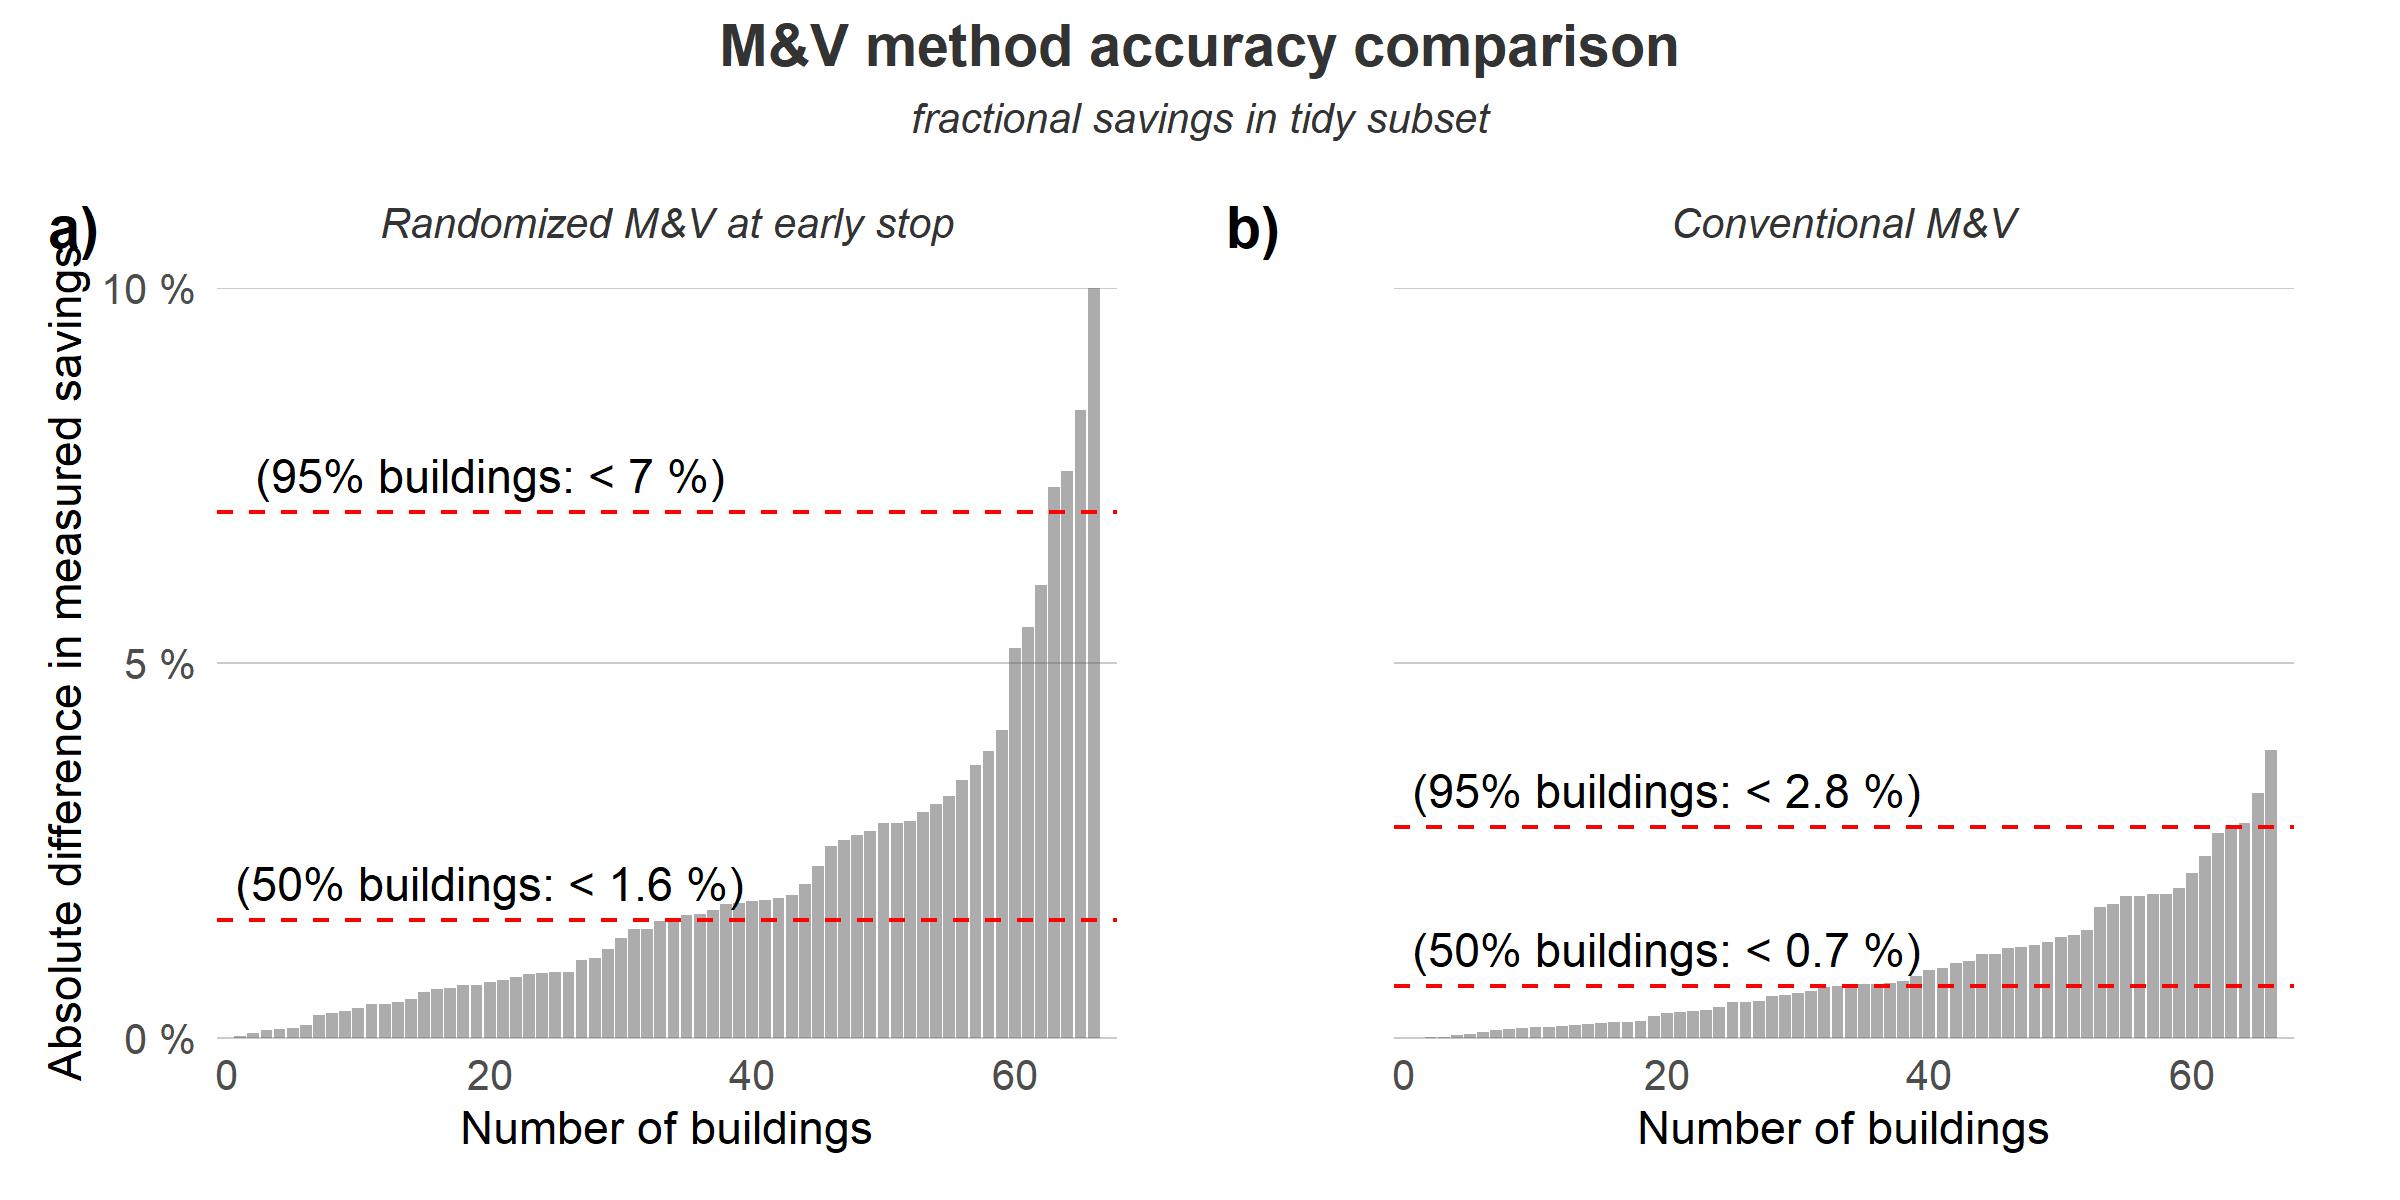 M&V method accuracy comparison
fractional savings in tidy subset
a)
Randomized M&V at early stop
Absolute difference in measured savings
10 %
5 %
0 %
(95% buildings: < 7 %)
(50% buildings: < 1.6 %)
0 20 40 60
Number of buildings
b)
Conventional M&V
(95% buildings: < 2.8 %)
(50% buildings: < 0.7 %)
0 20 40 60
Number of buildings